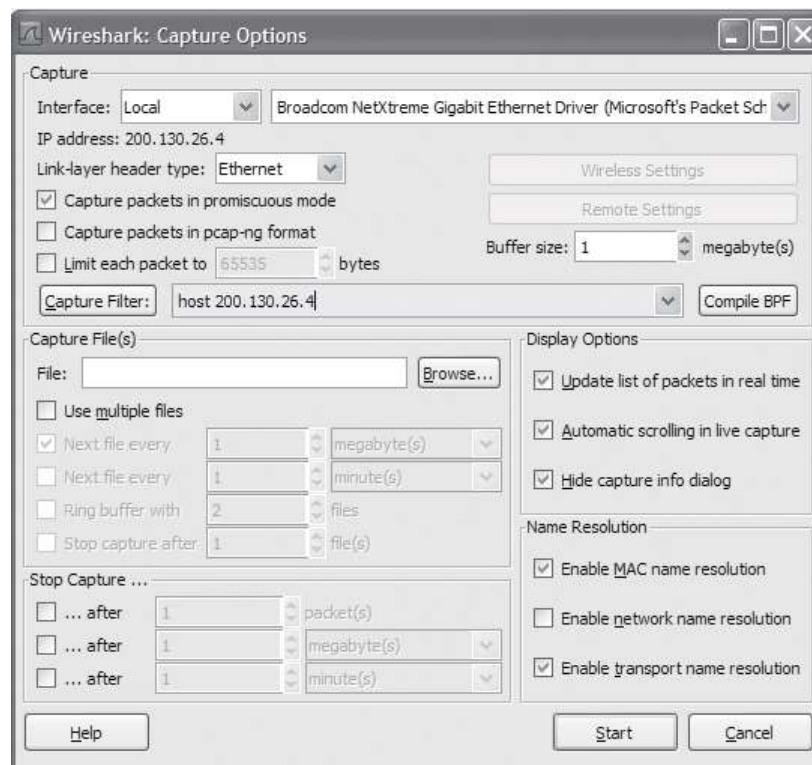 Wireshark: Capture Options
Capture
Interface: Local Broadcom NetXtreme Gigabit Ethernet Driver (Microsoft's Packet Sch
IP address: 200.130.26.4
Link-layer header type: Ethernet
Wireless Settings
Capture packets in promiscuous mode
Remote Settings
Capture packets in pcap-ng format
Buffer size: 1 megabyte(s)
Limit each packet to 65535 bytes
Capture Filter: host 200.130.26.4 Compile BPF
Capture File(s)
File: Browse...
Use multiple files
Next file every 1 megabyte(s)
Next file every 1 minute(s)
Ring buffer with 2 files
Stop capture after 1 file(s)
Display Options
Update list of packets in real time
Automatic scrolling in live capture
Hide capture info dialog
Stop Capture ...
... after 1 packet(s)
... after 1 megabyte(s)
... after 1 minute(s)
Name Resolution
Enable MAC name resolution
Enable network name resolution
Enable transport name resolution
Help Start Cancel